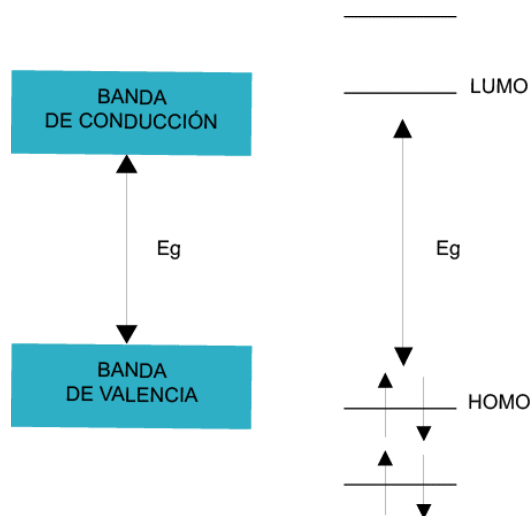 BANDA
DE CONDUCCIÓN
LUMO
Eg
Eg
BANDA
DE VALENCIA
HOMO